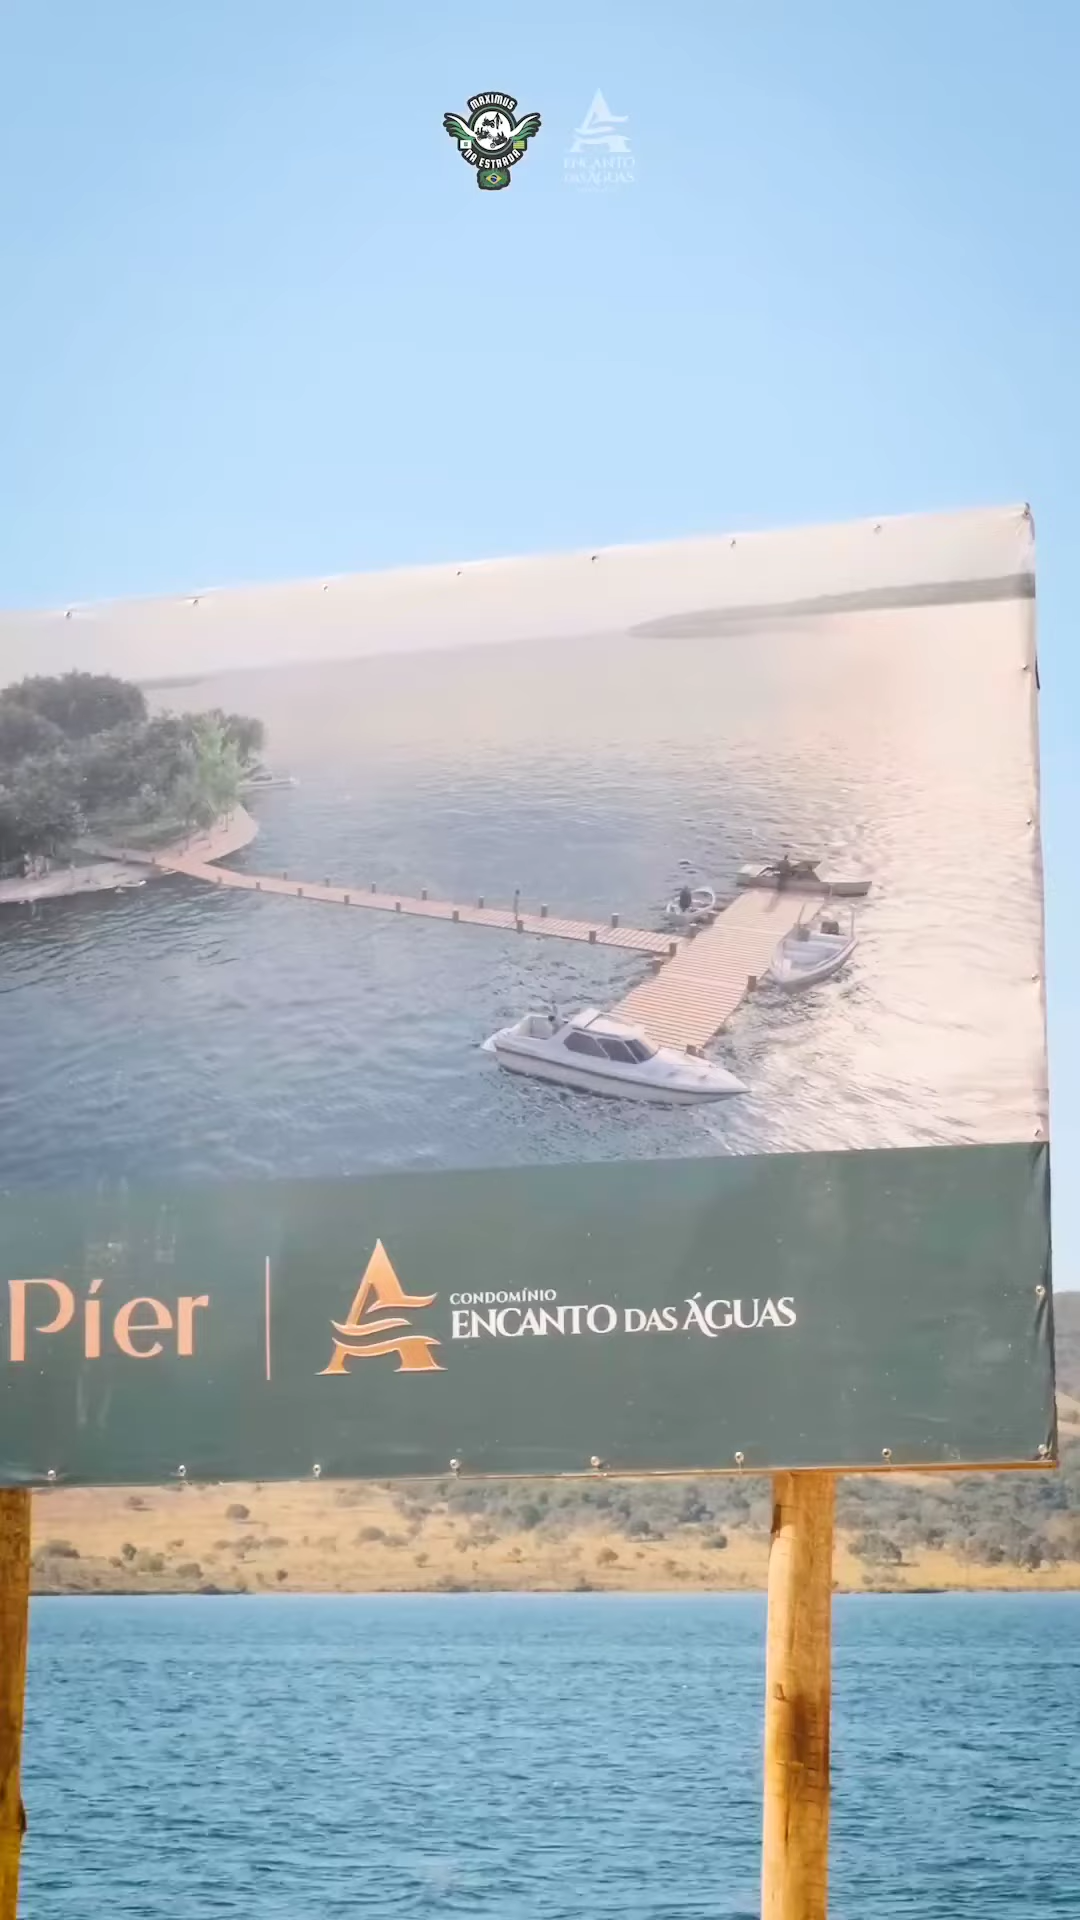 MAXIMUS
NA ESTRADA
ENCANTO
DAS ÁGUAS
Píer
CONDOMÍNIO
ENCANTO DAS ÁGUAS